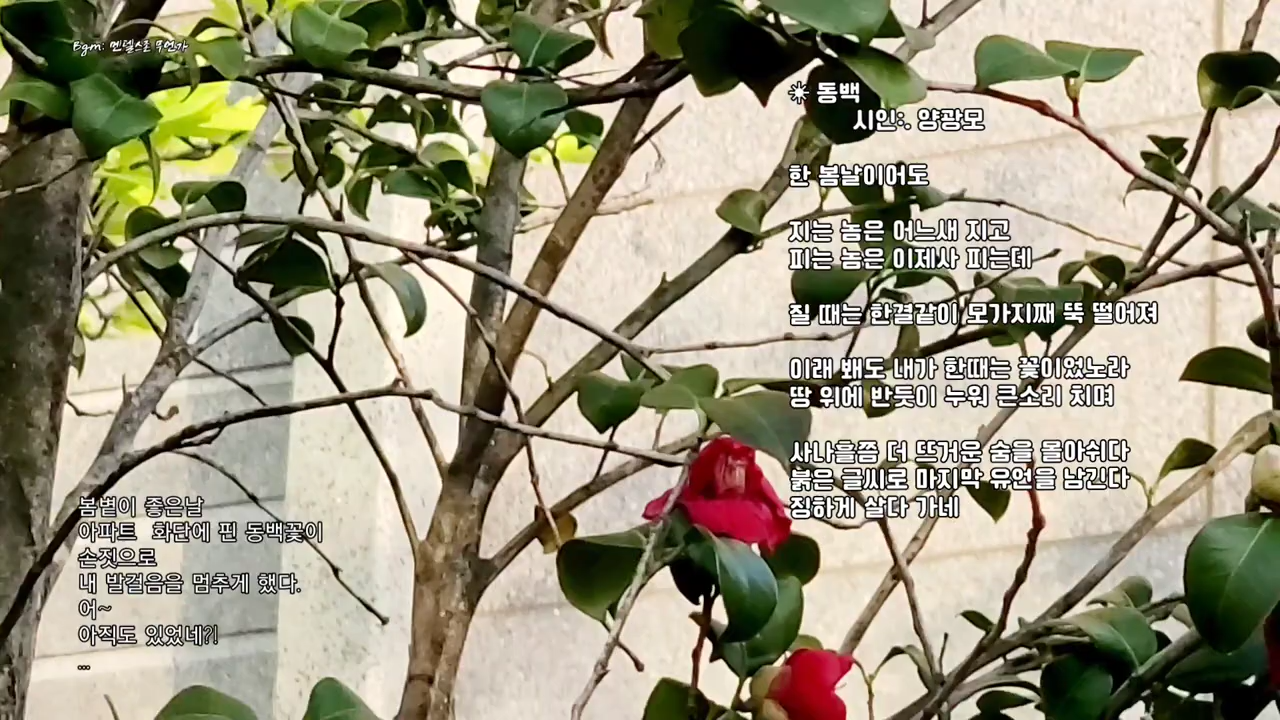 Bgm: 멘델스존 무언가
✳ 동백
시인:. 양광모
한 봄날이어도
지는 놈은 어느새 지고
피는 놈은 이제사 피는데
질 때는 한결같이 모가지째 뚝 떨어져
이래 봬도 내가 한때는 꽃이었노라
땅 위에 반듯이 누워 큰소리 치며
사나흘쯤 더 뜨거운 숨을 몰아쉬다
붉은 글씨로 마지막 유언을 남긴다
징하게 살다 가네
봄볕이 좋은날
아파트 화단에 핀 동백꽃이
손짓으로
내 발걸음을 멈추게 했다.
어~
아직도 있었네?!
...